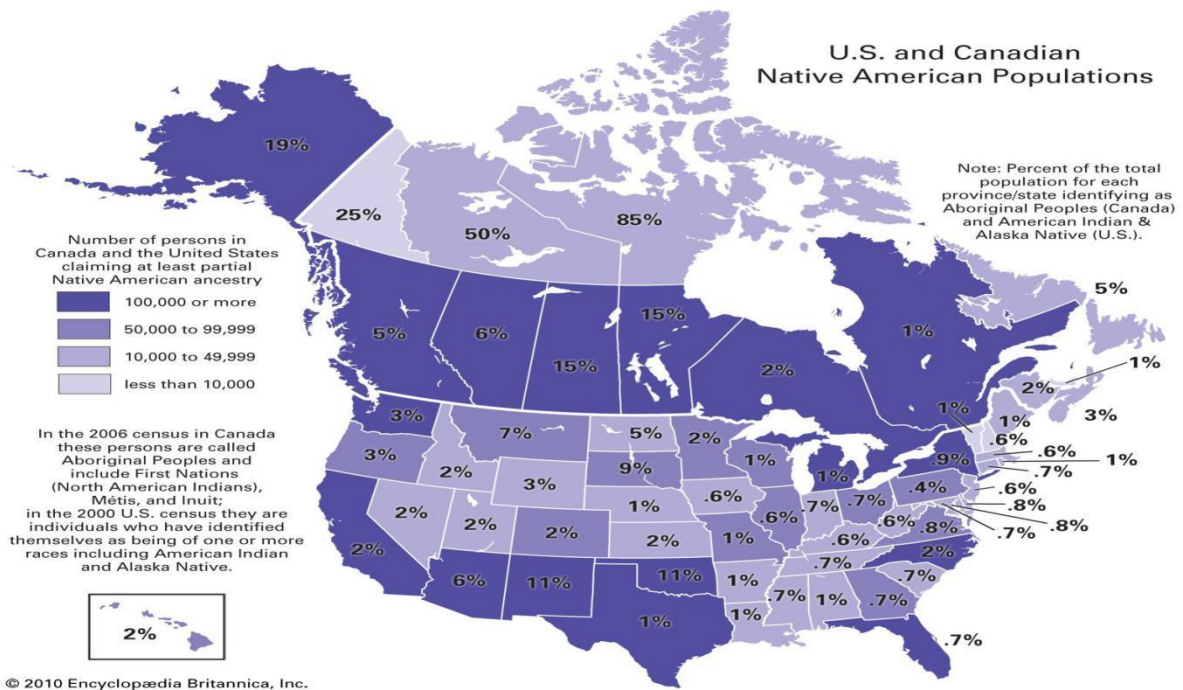 U.S. and Canadian
Native American Populations
19%
Note: Percent of the total
population for each
province/state identifying as
Aboriginal Peoples (Canada)
and American Indian &
Alaska Native (U.S.).
25%
50%
85%
Number of persons in
Canada and the United States
claiming at least partial
Native American ancestry
100,000 or more
50,000 to 99,999
10,000 to 49,999
less than 10,000
5%
5%
6%
15%
15%
2%
1%
1%
2%
3%
1%
3%
7%
5%
2%
1%
.6%
.6%
1%
.7%
In the 2006 census in Canada
these persons are called
Aboriginal Peoples and
include First Nations
(North American Indians),
Métis, and Inuit;
in the 2000 U.S. census they are
individuals who have identified
themselves as being of one or more
races including American Indian
and Alaska Native.
3%
2%
3%
9%
1%
1%
.9%
.4%
.6%
.8%
.8%
.7%
2%
2%
2%
1%
.6%
.6%
.7%
.7%
.6%
.8%
2%
2%
1%
.6%
.7%
2%
6%
11%
11%
1%
.7%
1%
1%
1%
.7%
.7%
.7%
2%
© 2010 Encyclopædia Britannica, Inc.